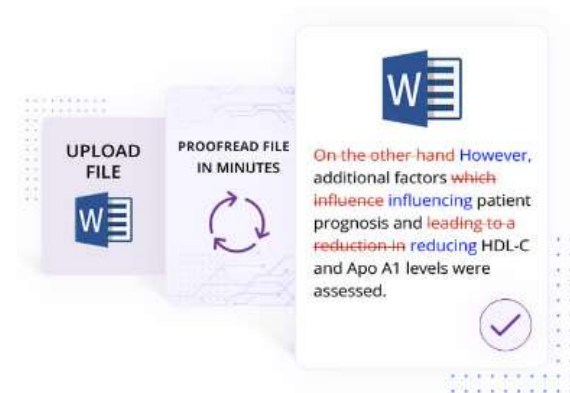 UPLOAD
FILE
W
PROOFREAD FILE
IN MINUTES
W
On the other hand However,
additional factors which
influence influencing patient
prognosis and leading to a
reduction in reducing HDL-C
and Apo A1 levels were
assessed.